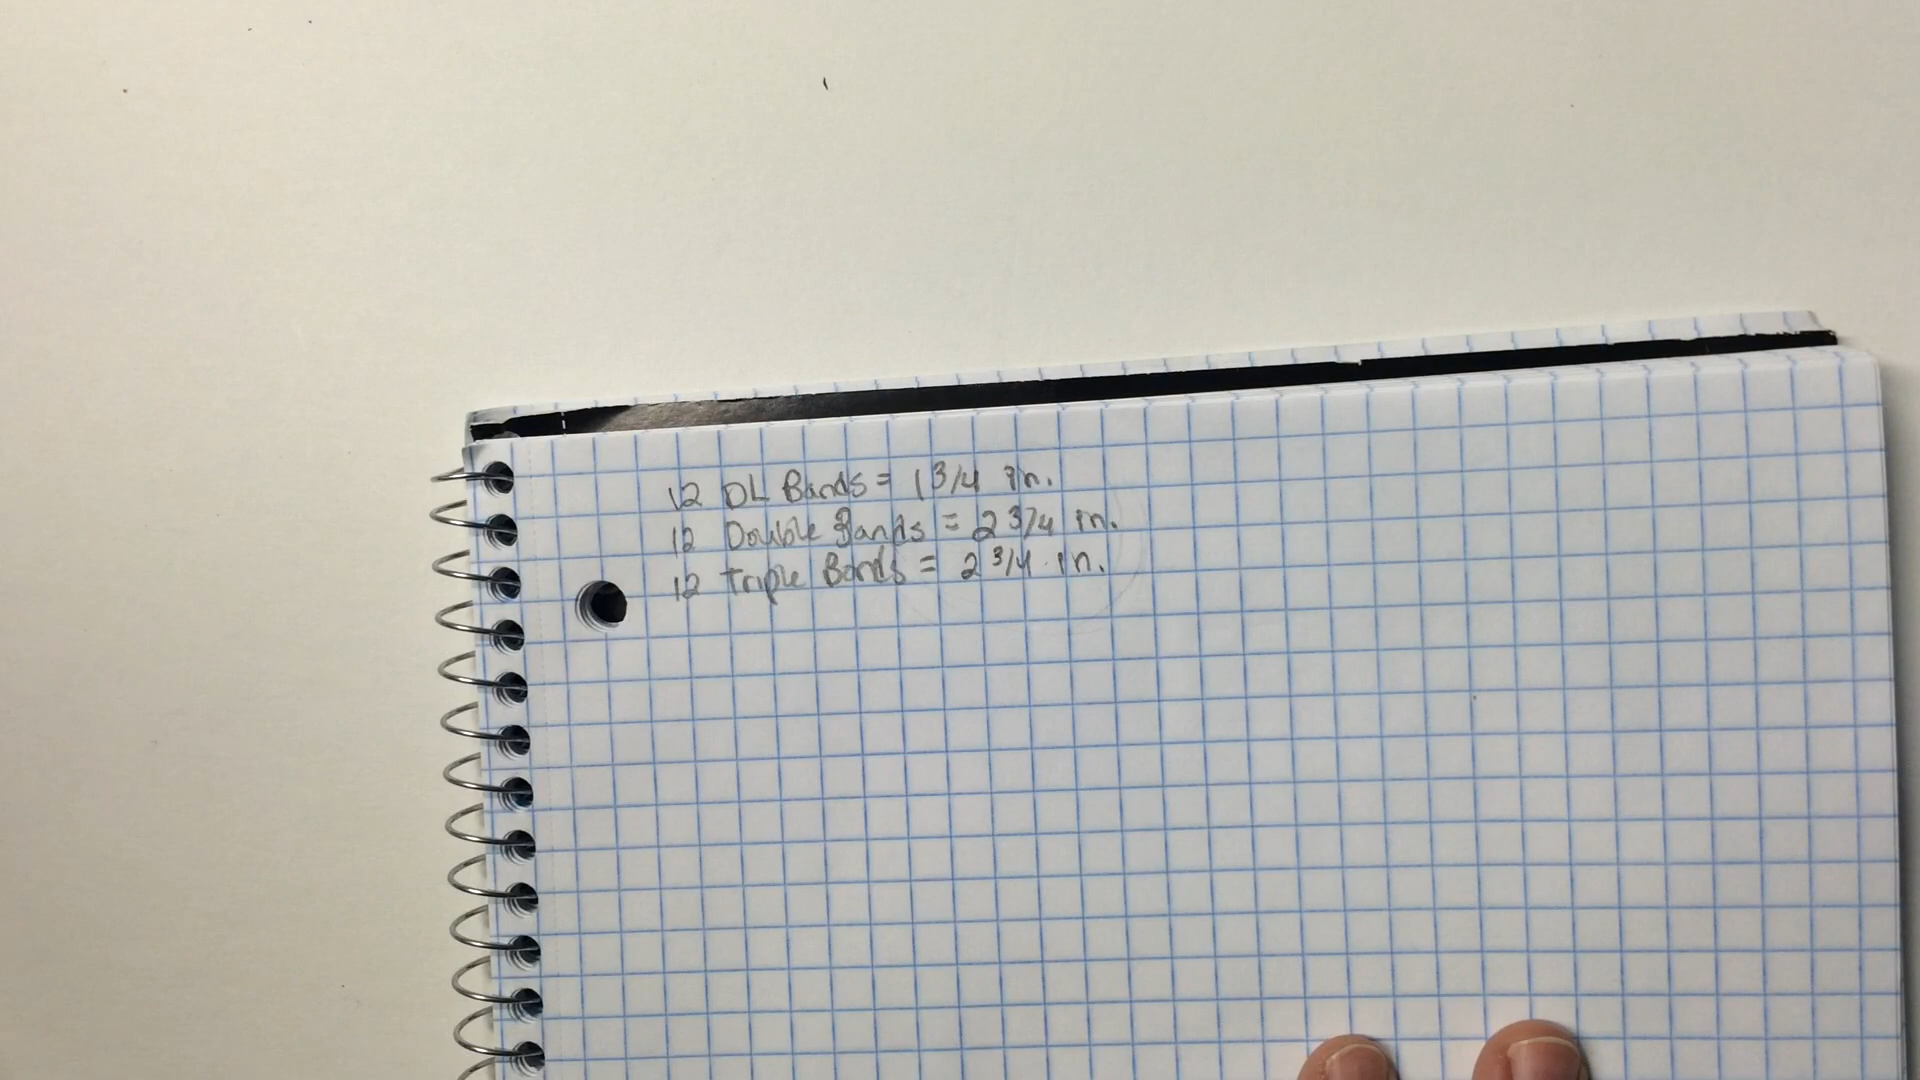 12 DL Bands = 1 3/4 in.
12 Double Bands = 2 3/4 in.
12 Triple Bands = 2 3/4 in.